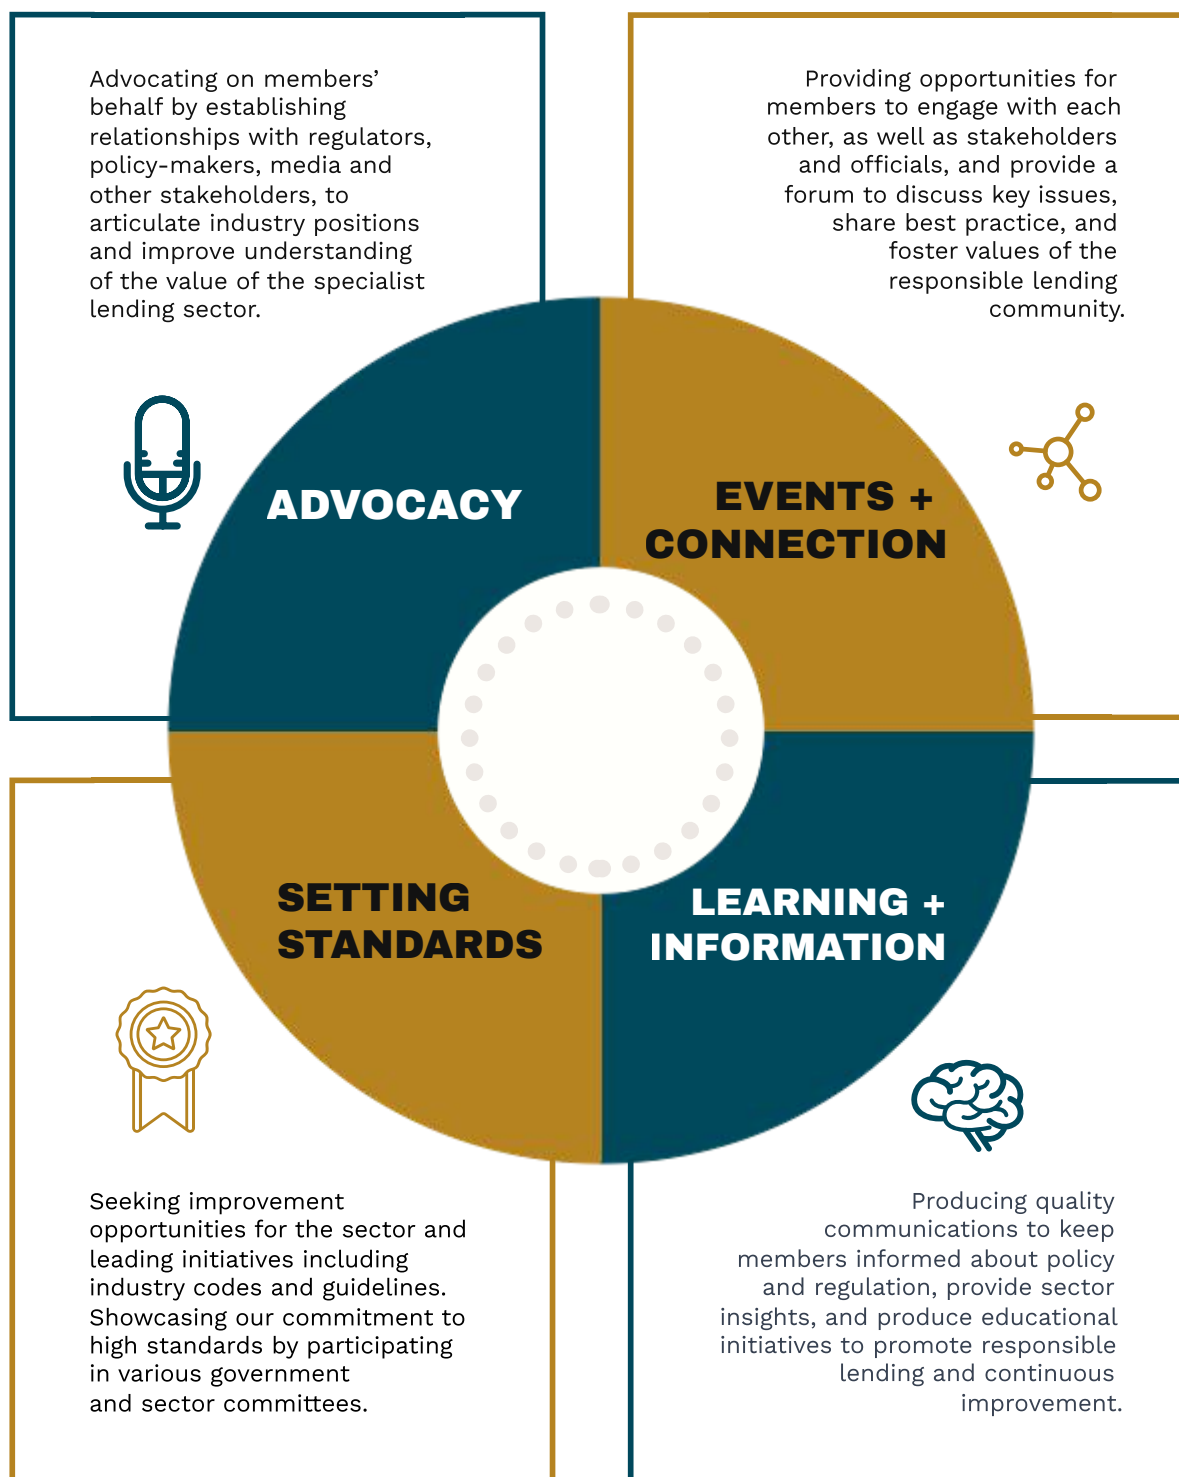 Advocating on members’
behalf by establishing
relationships with regulators,
policy-makers, media and
other stakeholders, to
articulate industry positions
and improve understanding
of the value of the specialist
lending sector.
Providing opportunities for
members to engage with each
other, as well as stakeholders
and officials, and provide a
forum to discuss key issues,
share best practice, and
foster values of the
responsible lending
community.
ADVOCACY
EVENTS +
CONNECTION
SETTING
STANDARDS
LEARNING +
INFORMATION
Seeking improvement
opportunities for the sector and
leading initiatives including
industry codes and guidelines.
Showcasing our commitment to
high standards by participating
in various government
and sector committees.
Producing quality
communications to keep
members informed about policy
and regulation, provide sector
insights, and produce educational
initiatives to promote responsible
lending and continuous
improvement.